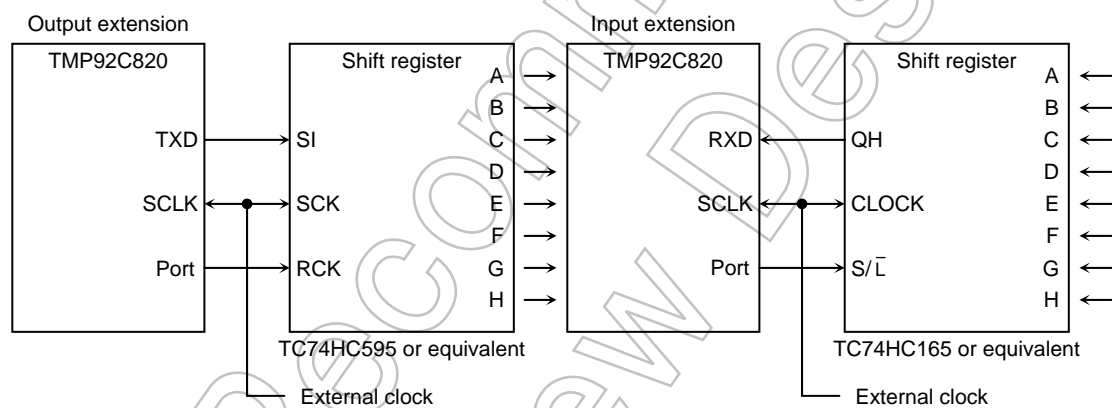 Output extension
TMP92C820
TXD
SCLK
Port
Shift register
SI
SCK
RCK
A
B
C
D
E
F
G
H
TC74HC595 or equivalent
External clock
Input extension
TMP92C820
RXD
SCLK
Port
Shift register
QH
CLOCK
S/L̅
A
B
C
D
E
F
G
H
TC74HC165 or equivalent
External clock